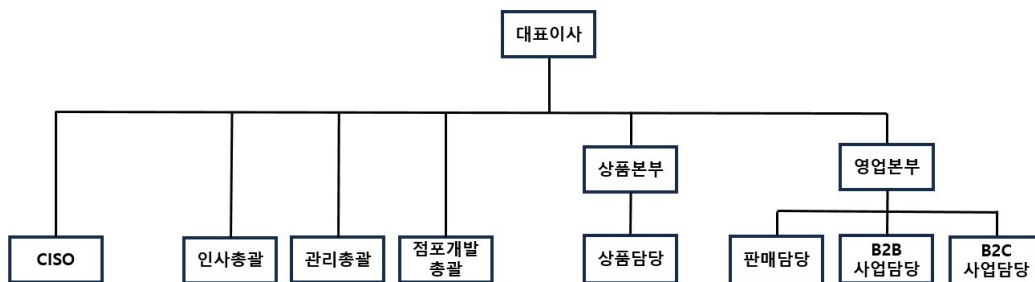 대표이사
상품본부
영업본부
CISO
인사총괄
관리총괄
점포개발
총괄
상품담당
판매담당
B2B
사업담당
B2C
사업담당